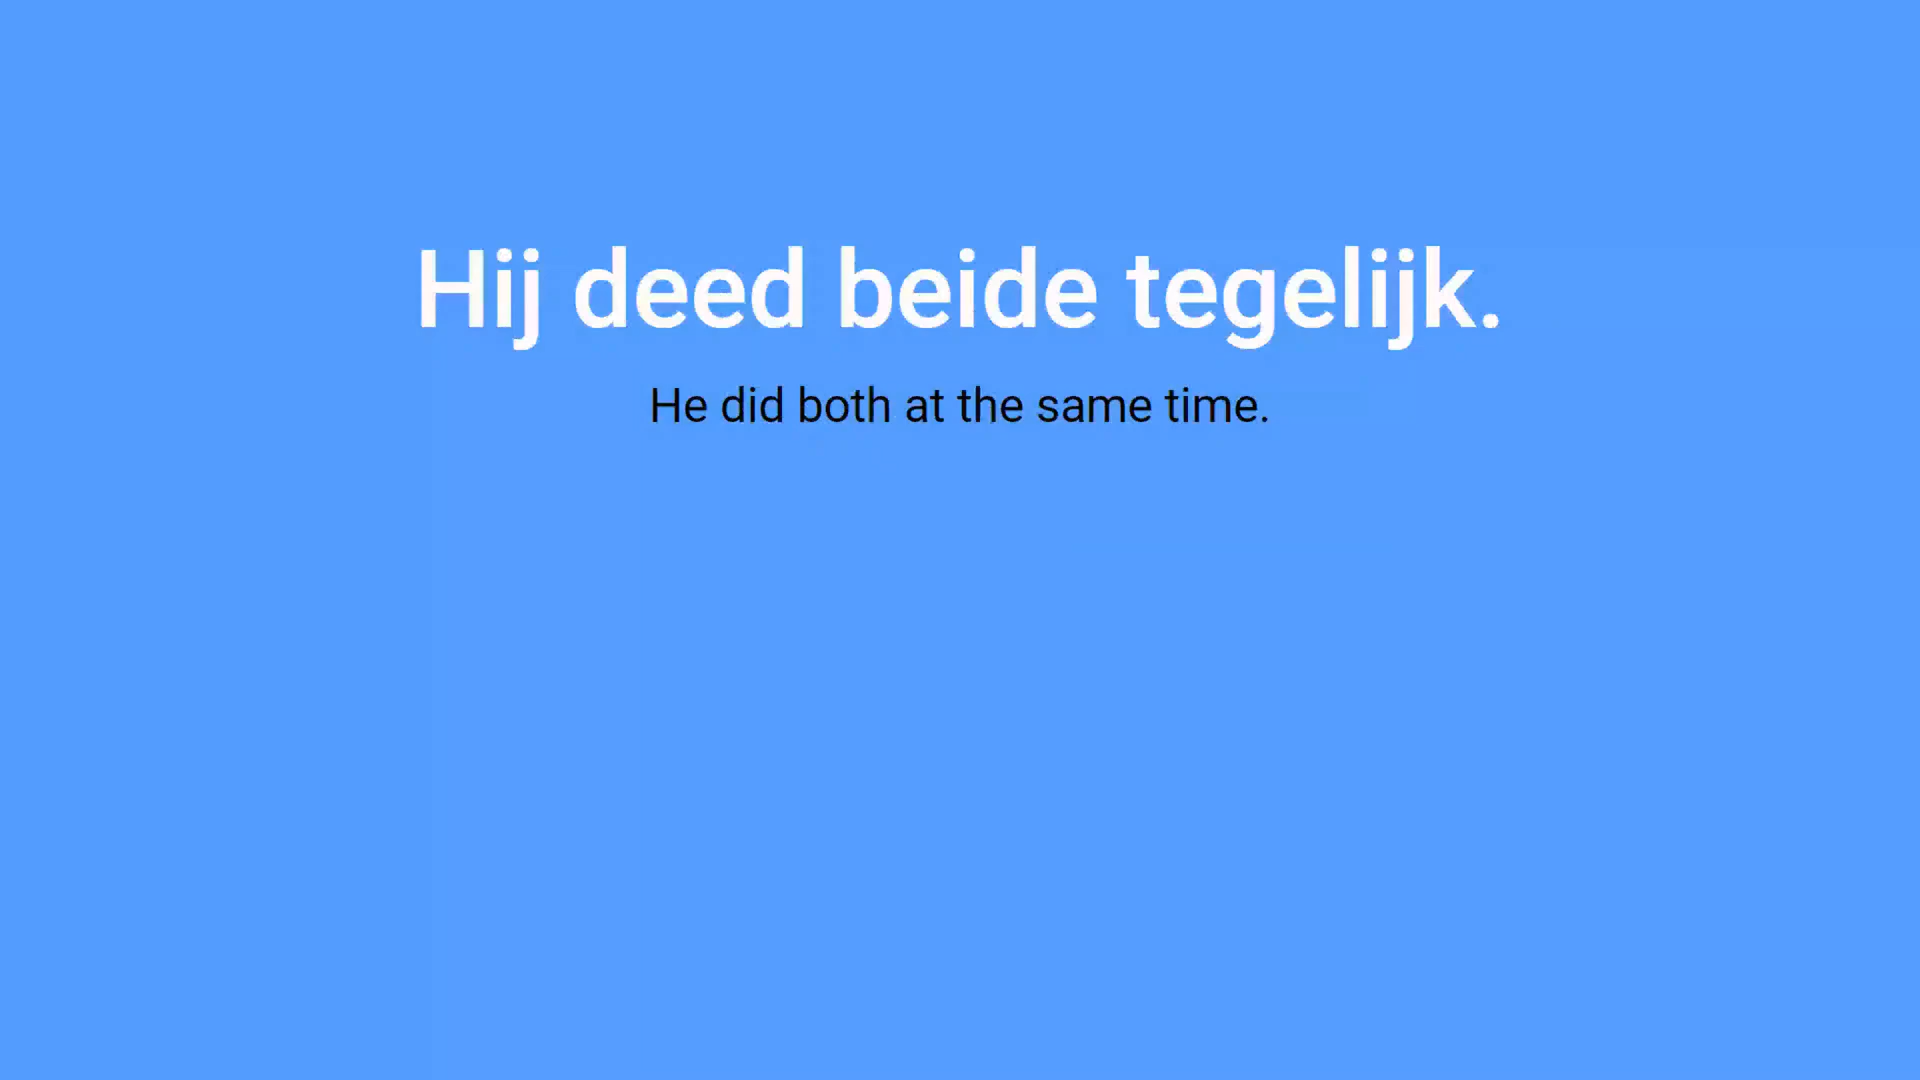 Hij deed beide tegelijk.
He did both at the same time.